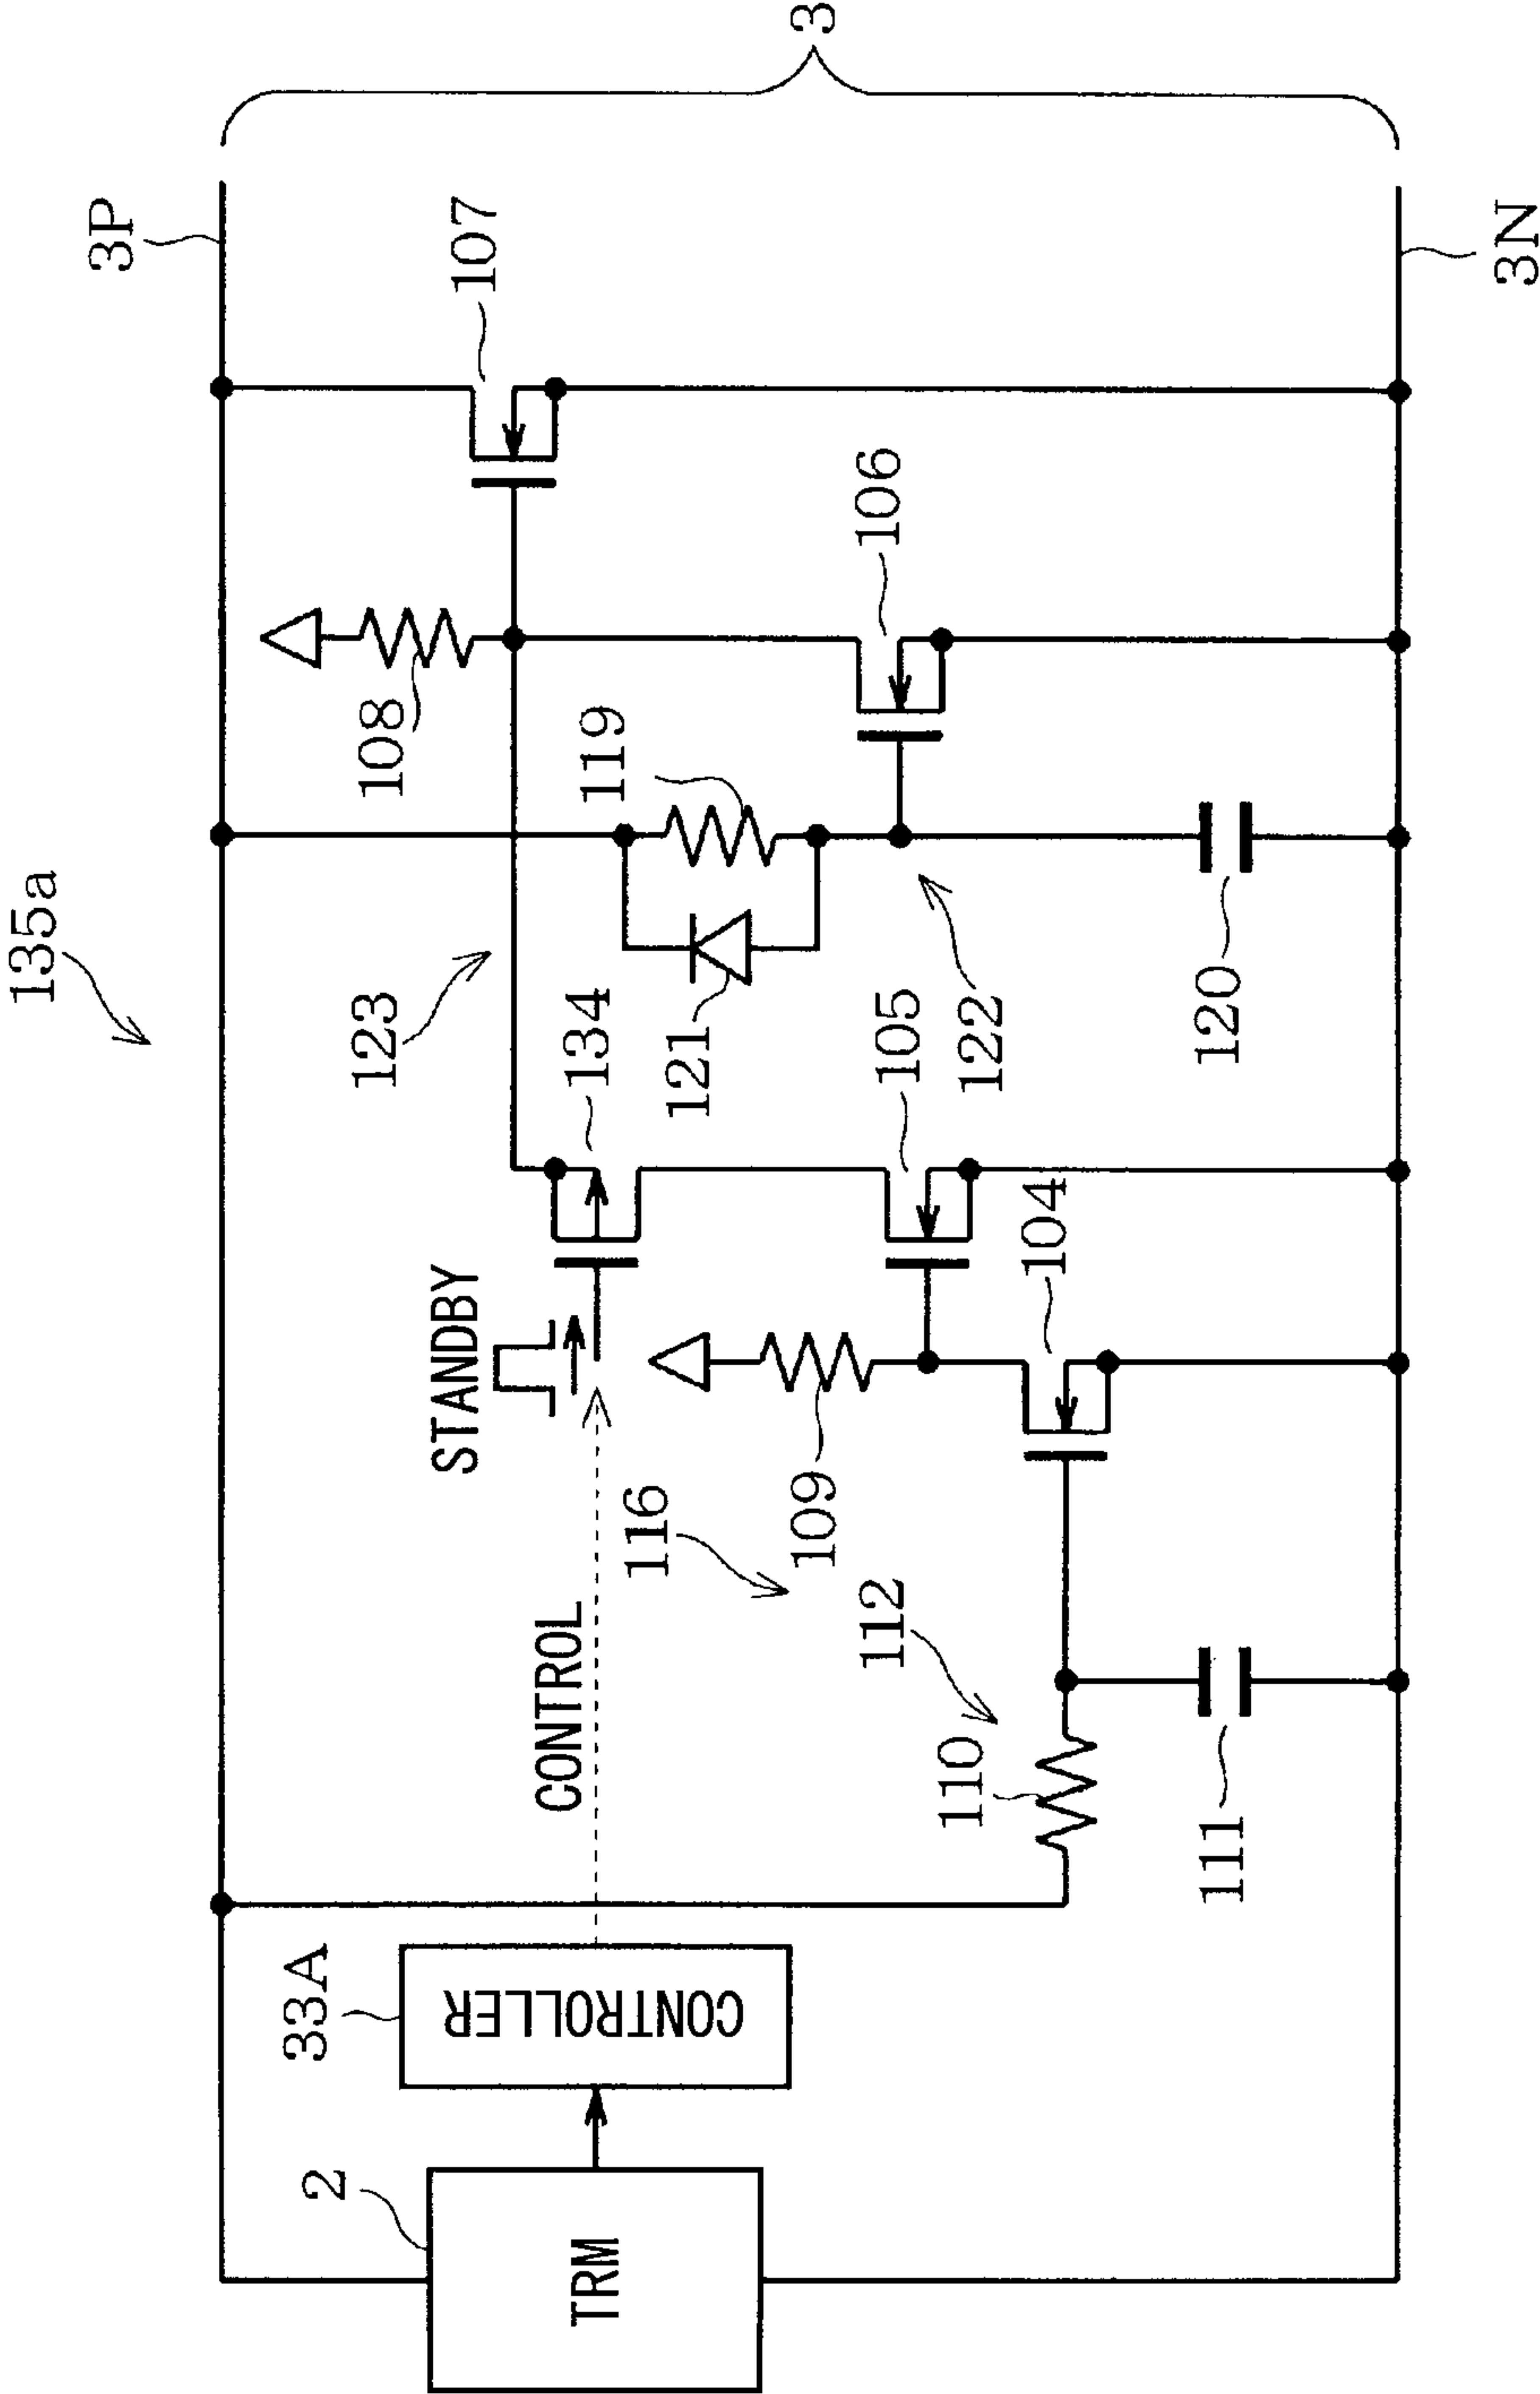 135a
3P
3
107
108
123
119
106
134
STANDBY
121
105
122
120
CONTROL
116
109
104
112
33A
CONTROLLER
110
111
2
TRM
3N